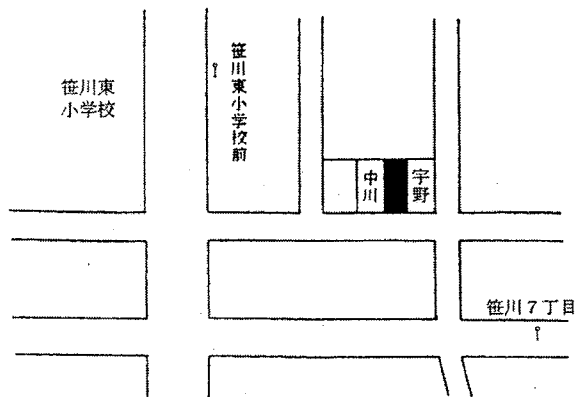 笹川東
小学校
笹川東小学校前
中川
宇野
笹川7丁目